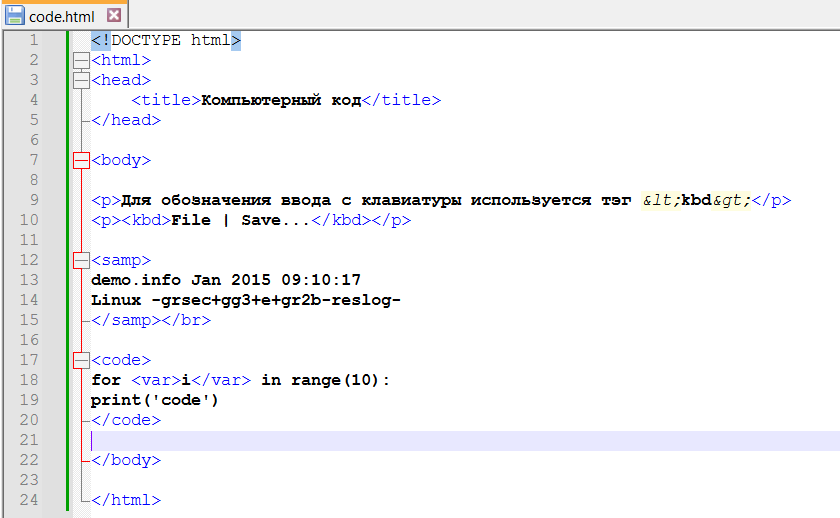 code.html
1 <!DOCTYPE html>
2 <html>
3 <head>
4 <title>Компьютерный код</title>
5 </head>
6
7 <body>
8
9 <p>Для обозначения ввода с клавиатуры используется тэг &lt;kbd&gt;</p>
10 <p><kbd>File | Save...</kbd></p>
11
12 <samp>
13 demo.info Jan 2015 09:10:17
14 Linux -grsec+gg3+e+gr2b-reslog-
15 </samp></br>
16
17 <code>
18 for <var>i</var> in range(10):
19 print('code')
20 </code>
21
22 </body>
23
24 </html>